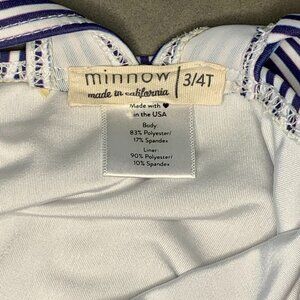 minnow
3/4T
made in california
Made with ♥
in the USA
Body:
83% Polyester/
17% Spandex
Liner:
90% Polyester/
10% Spandex